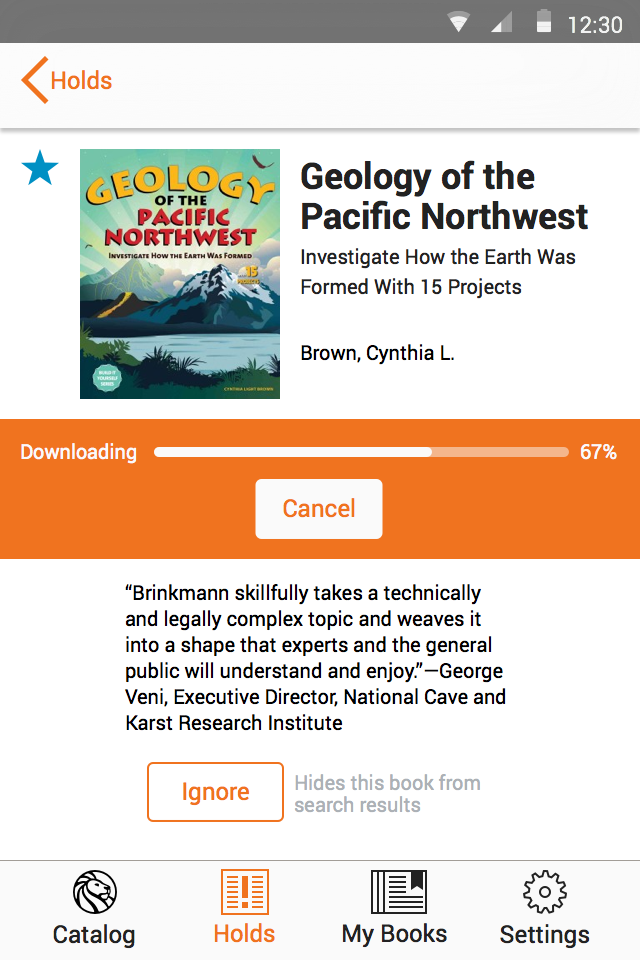 12:30
Holds
GEOLOGY
OF THE
PACIFIC
NORTHWEST
INVESTIGATE HOW THE EARTH WAS FORMED
WITH 15
PROJECTS
BUILD IT
YOURSELF
SERIES
CYNTHIA LIGHT BROWN
Geology of the
Pacific Northwest
Investigate How the Earth Was
Formed With 15 Projects
Brown, Cynthia L.
Downloading 67%
Cancel
“Brinkmann skillfully takes a technically
and legally complex topic and weaves it
into a shape that experts and the general
public will understand and enjoy.”—George
Veni, Executive Director, National Cave and
Karst Research Institute
Ignore
Hides this book from
search results
Catalog Holds My Books Settings